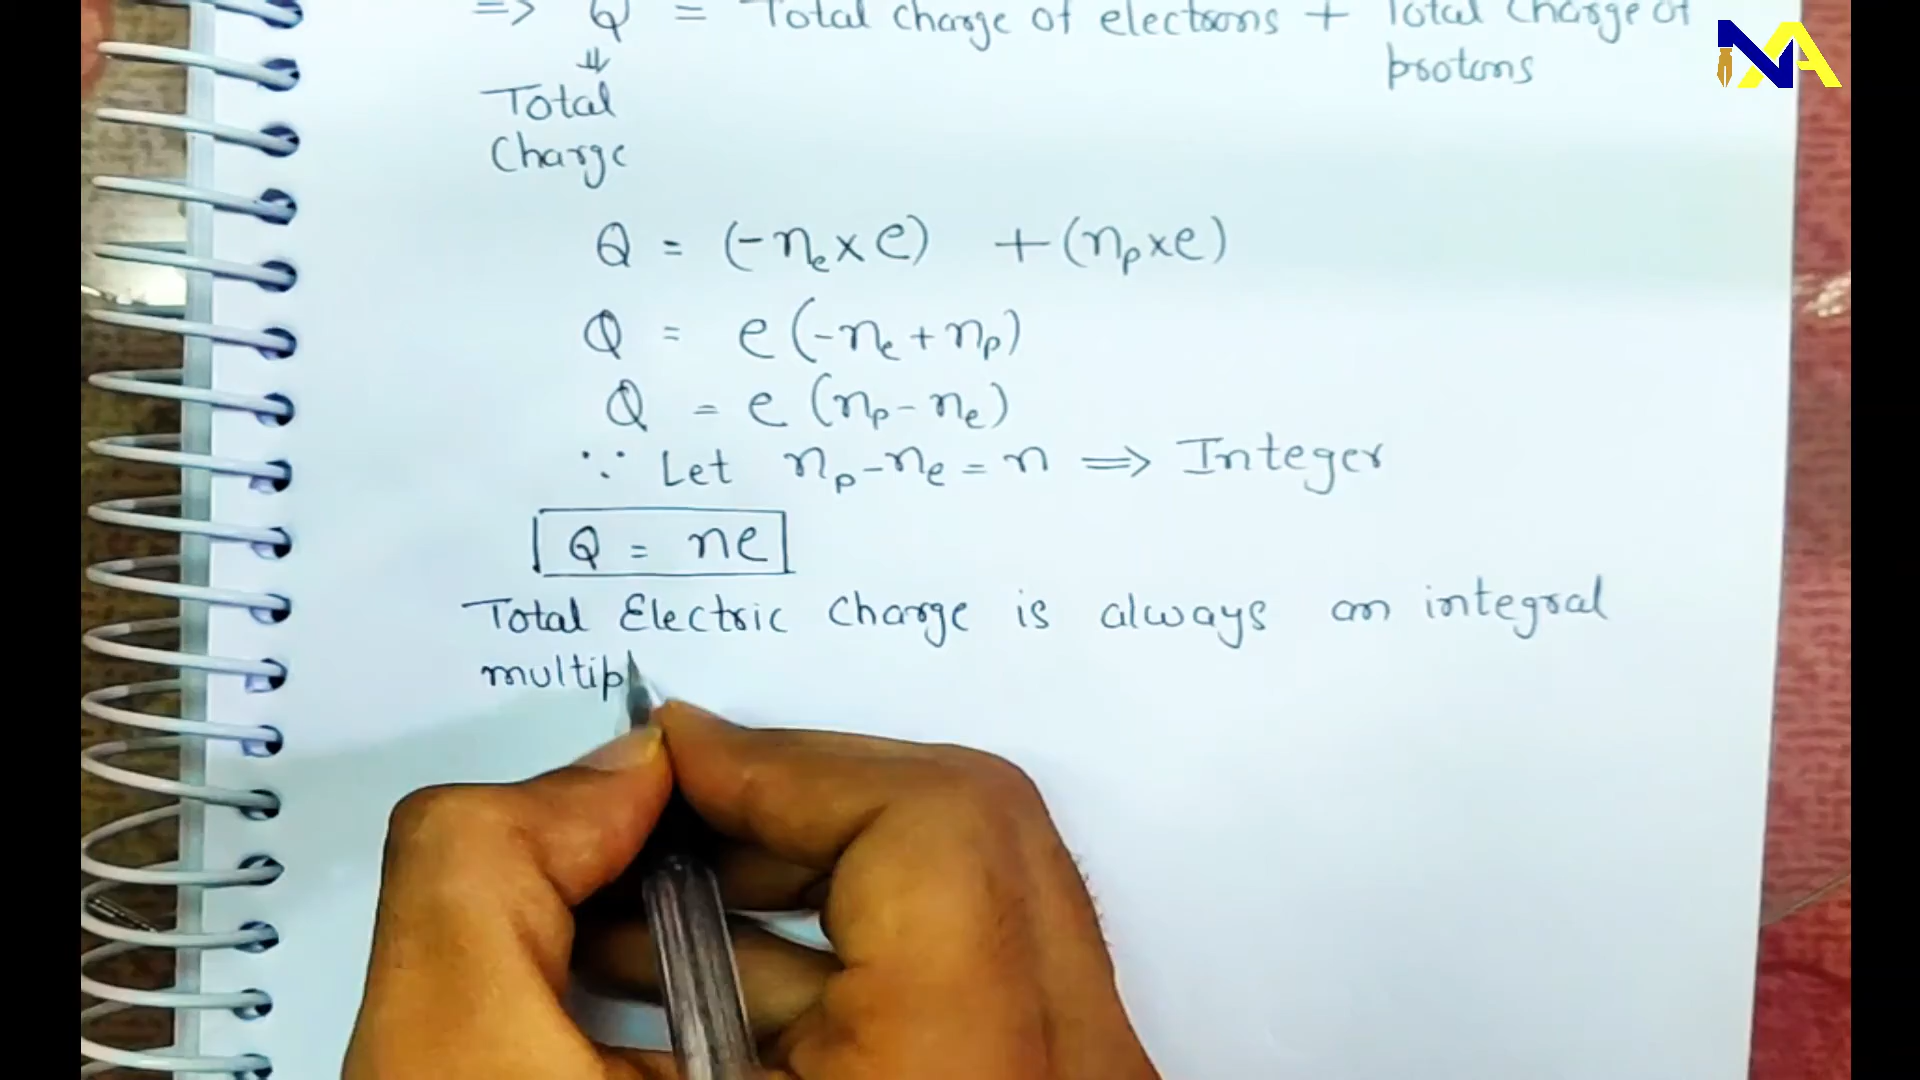 => Q = Total charge of electrons + Total charge of
protons
⇓
Total
Charge
Q = (-nₑ×e) + (nₚ×e)
Q = e(-nₑ+nₚ)
Q = e(nₚ-nₑ)
∵ Let nₚ-nₑ=n => Integer
Q = ne
Total Electric charge is always an integral
multip
NA